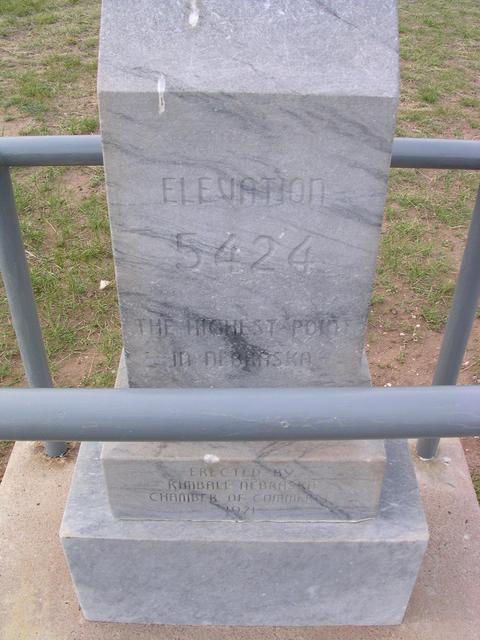 ELEVATION
5424
THE HIGHEST POINT
IN NEBRASKA
ERECTED BY
KIMBALL NEBRASKA
CHAMBER OF COMMERCE
1971